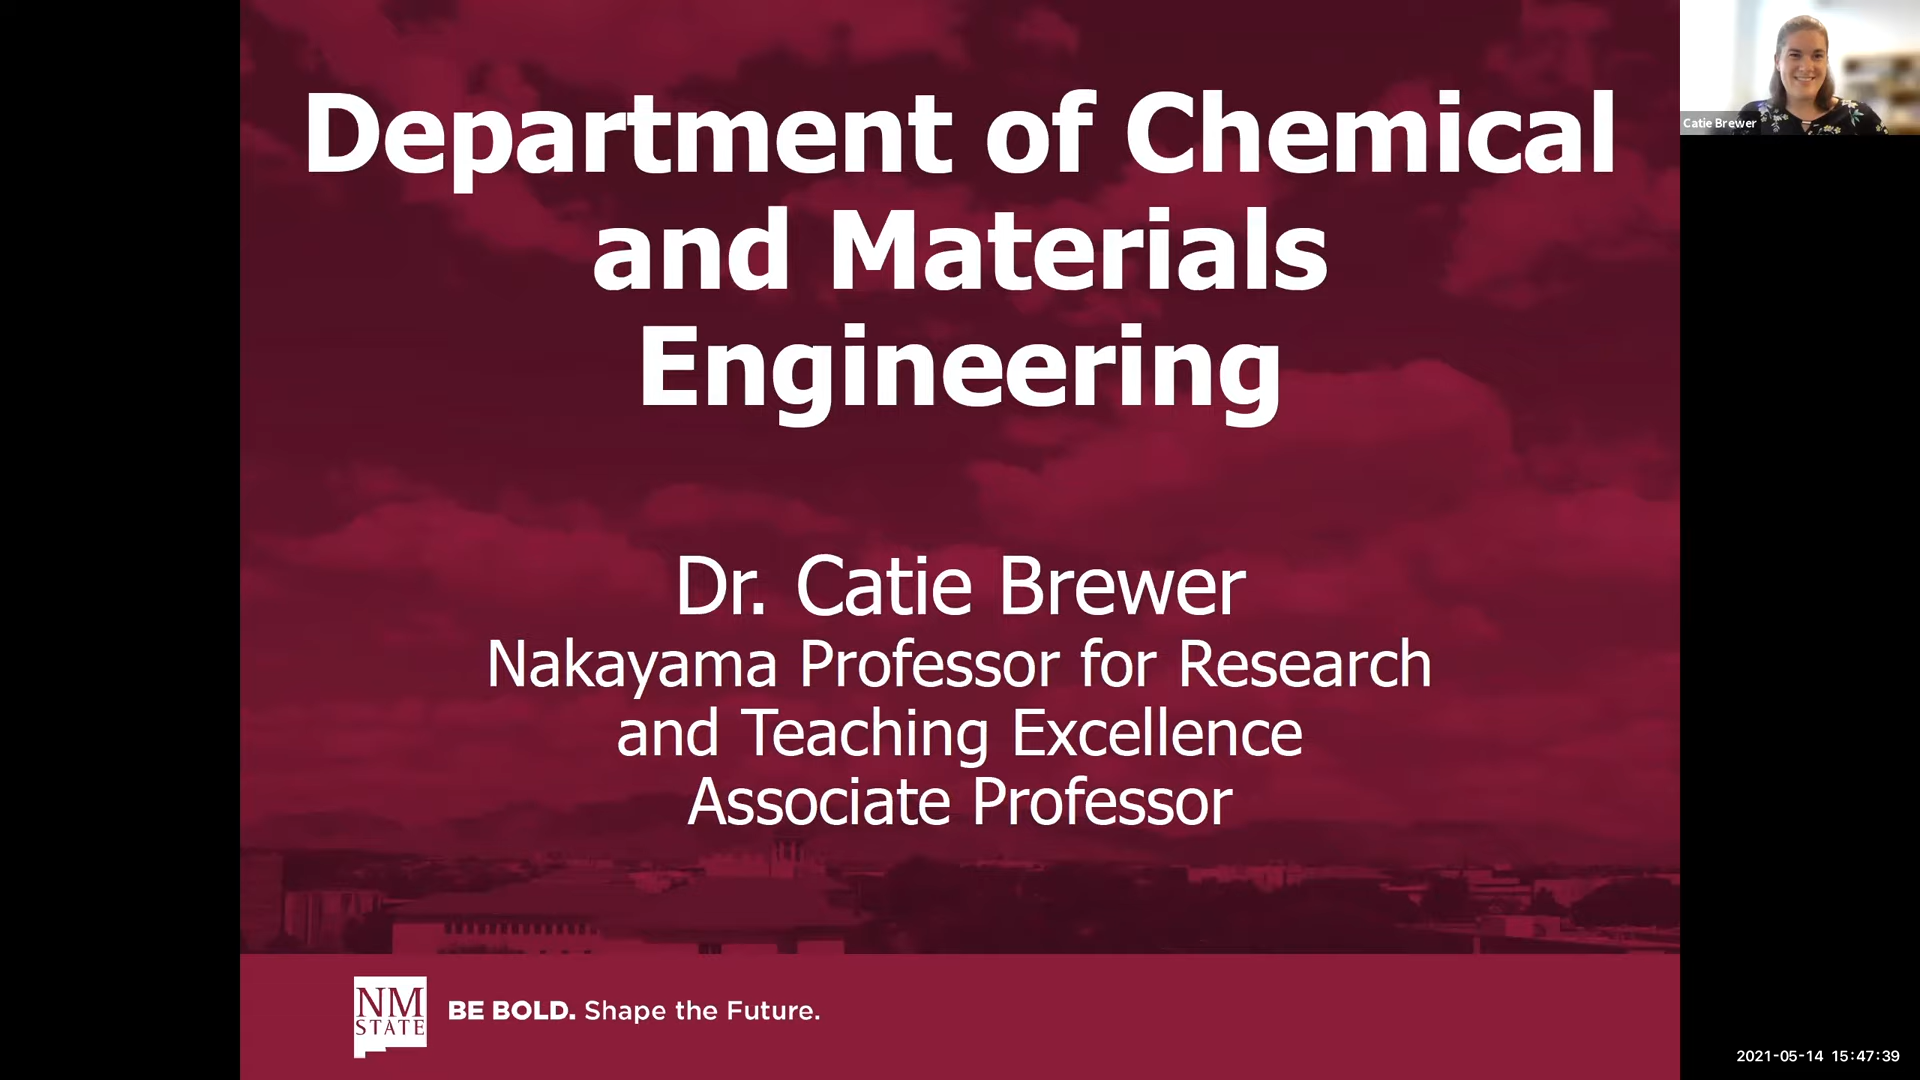 Department of Chemical
and Materials
Engineering
Dr. Catie Brewer
Nakayama Professor for Research
and Teaching Excellence
Associate Professor
NM
STATE
BE BOLD. Shape the Future.
Catie Brewer
2021-05-14 15:47:39